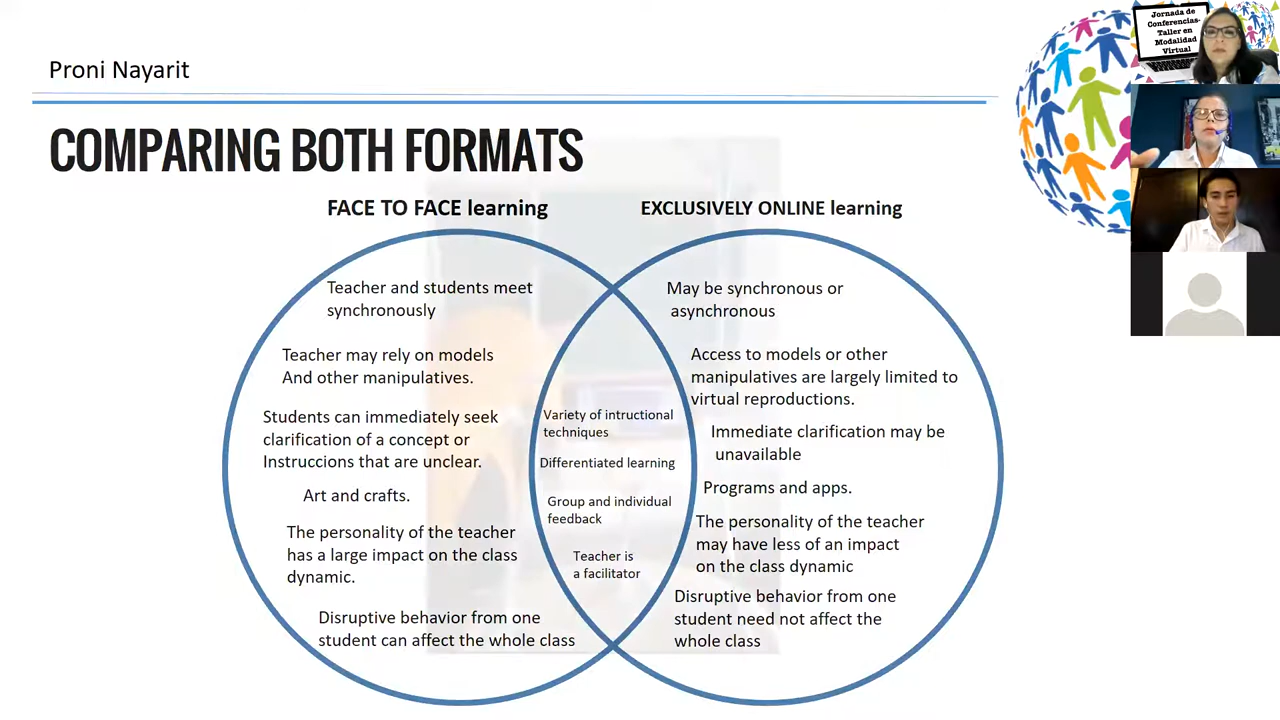 Proni Nayarit
COMPARING BOTH FORMATS
FACE TO FACE learning
Teacher and students meet
synchronously
Teacher may rely on models
And other manipulatives.
Students can immediately seek
clarification of a concept or
Instruccions that are unclear.
Art and crafts.
The personality of the teacher
has a large impact on the class
dynamic.
Disruptive behavior from one
student can affect the whole class
Variety of intructional
techniques
Differentiated learning
Group and individual
feedback
Teacher is
a facilitator
EXCLUSIVELY ONLINE learning
May be synchronous or
asynchronous
Access to models or other
manipulatives are largely limited to
virtual reproductions.
Immediate clarification may be
unavailable
Programs and apps.
The personality of the teacher
may have less of an impact
on the class dynamic
Disruptive behavior from one
student need not affect the
whole class
Jornada de
Conferencias-
Taller en
Modalidad
Virtual